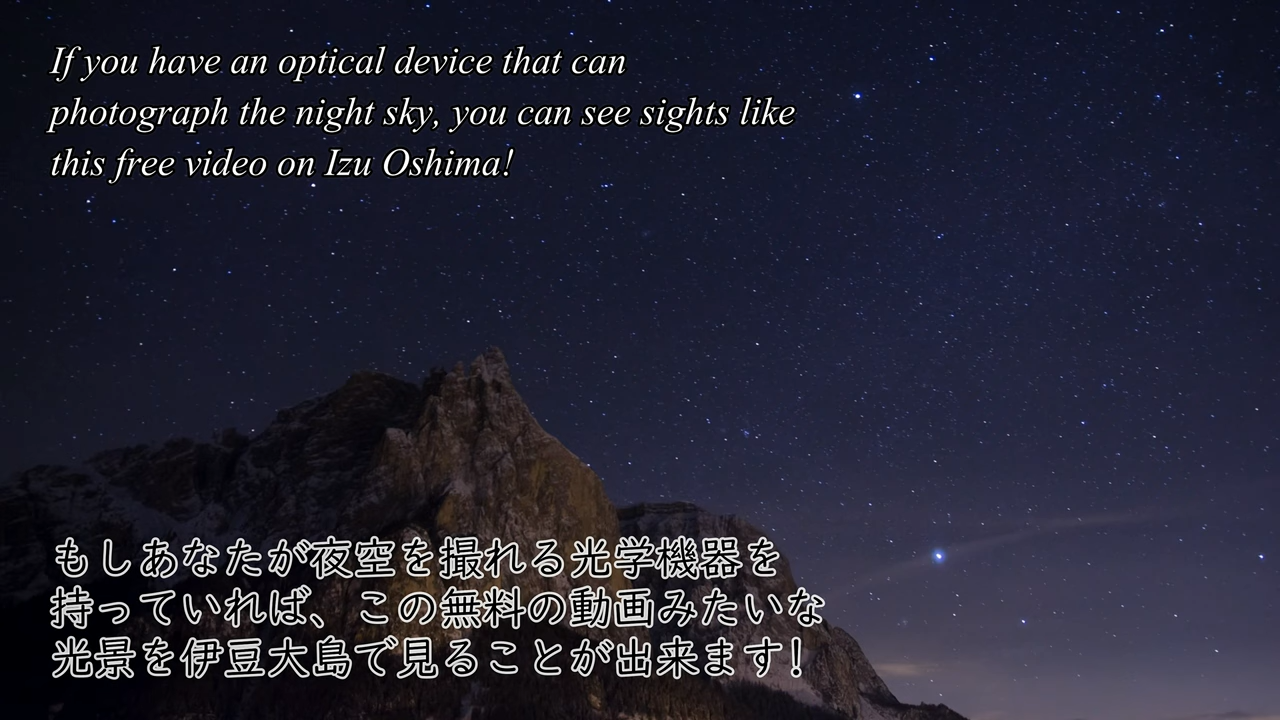 If you have an optical device that can
photograph the night sky, you can see sights like
this free video on Izu Oshima!
もしあなたが夜空を撮れる光学機器を
持っていれば、この無料の動画みたいな
光景を伊豆大島で見ることが出来ます!